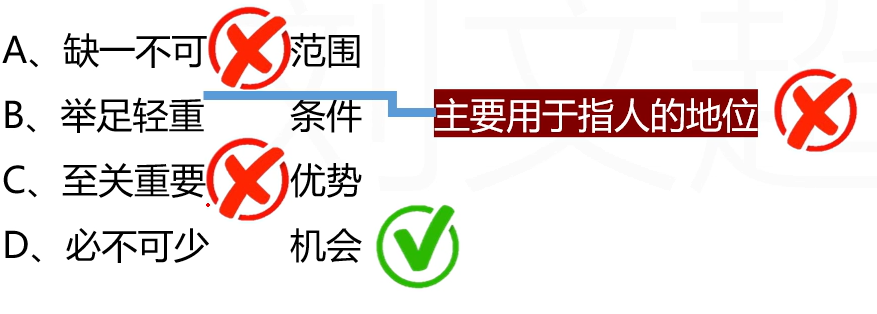 A、缺一不可 范围
B、举足轻重 条件 主要用于指人的地位
C、至关重要 优势
D、必不可少 机会